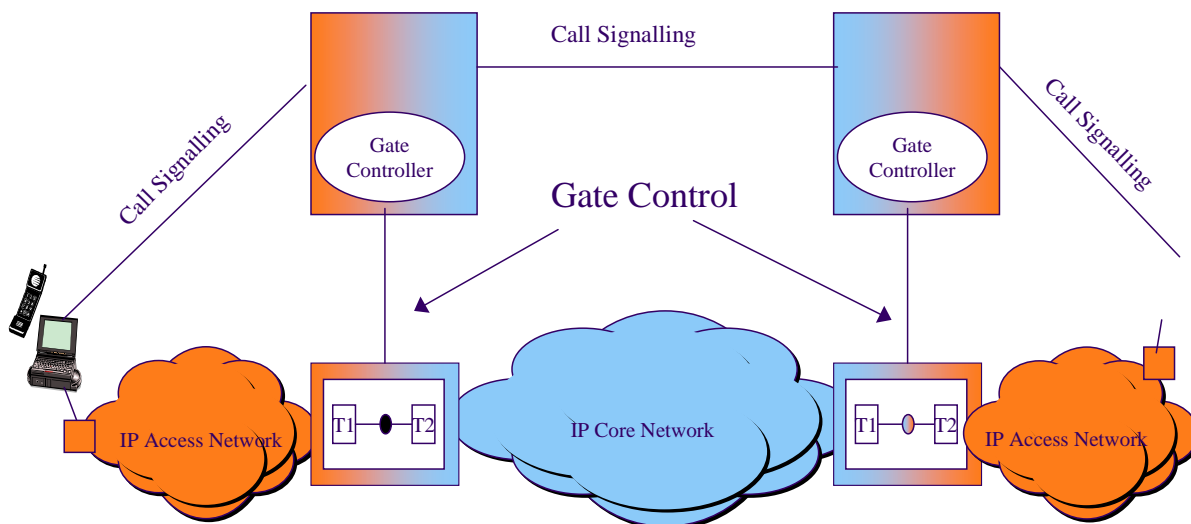 Call Signalling
Call Signalling
Call Signalling
Gate
Controller
Gate
Controller
Gate Control
T1
T2
T1
T2
IP Access Network
IP Core Network
IP Access Network